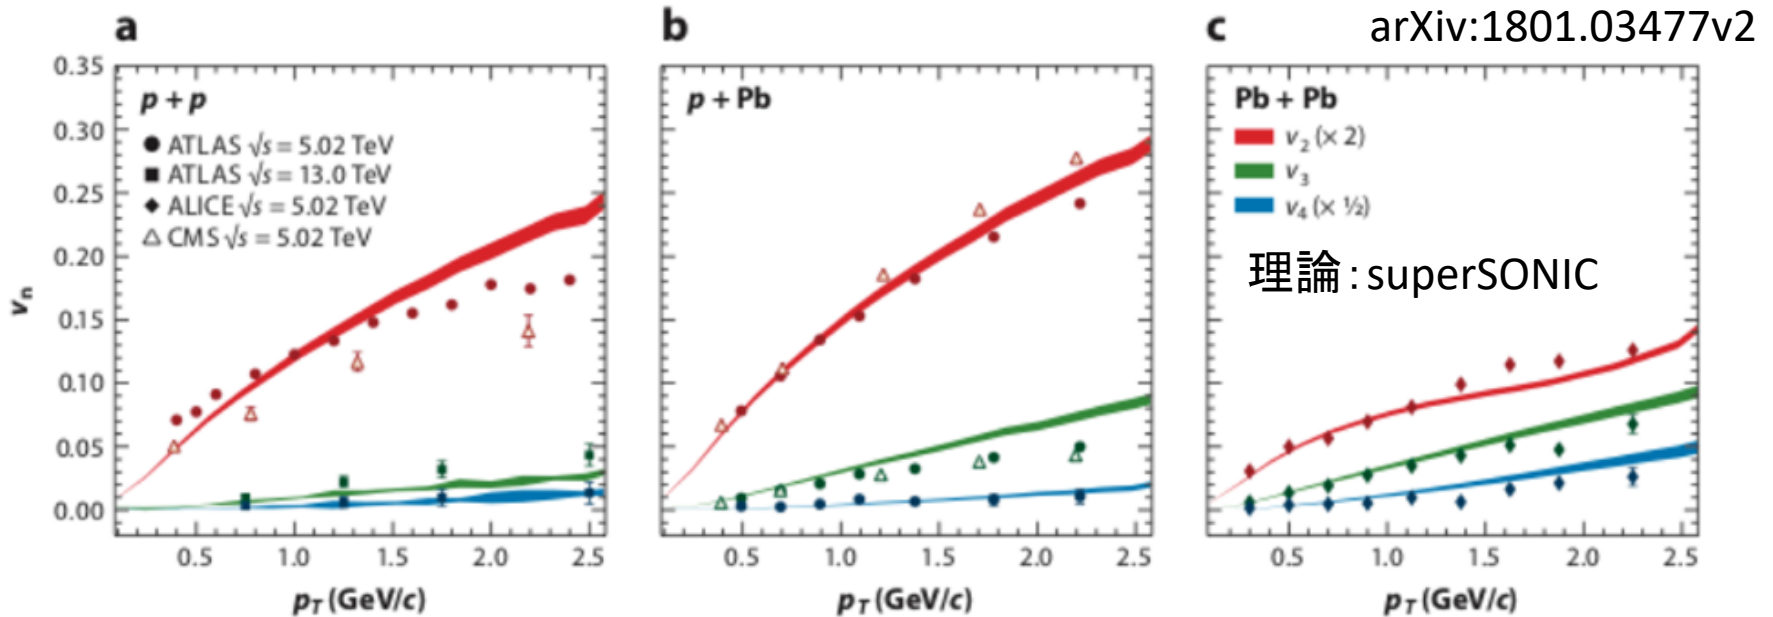 a
b
c
arXiv:1801.03477v2
p + p
ATLAS √s = 5.02 TeV
ATLAS √s = 13.0 TeV
ALICE √s = 5.02 TeV
CMS √s = 5.02 TeV
p + Pb
Pb + Pb
v2 (× 2)
v3
v4 (× ½)
理論：superSONIC
vn
0.35
0.30
0.25
0.20
0.15
0.10
0.05
0.00
0.5 1.0 1.5 2.0 2.5
0.5 1.0 1.5 2.0 2.5
0.5 1.0 1.5 2.0 2.5
pT (GeV/c)
pT (GeV/c)
pT (GeV/c)